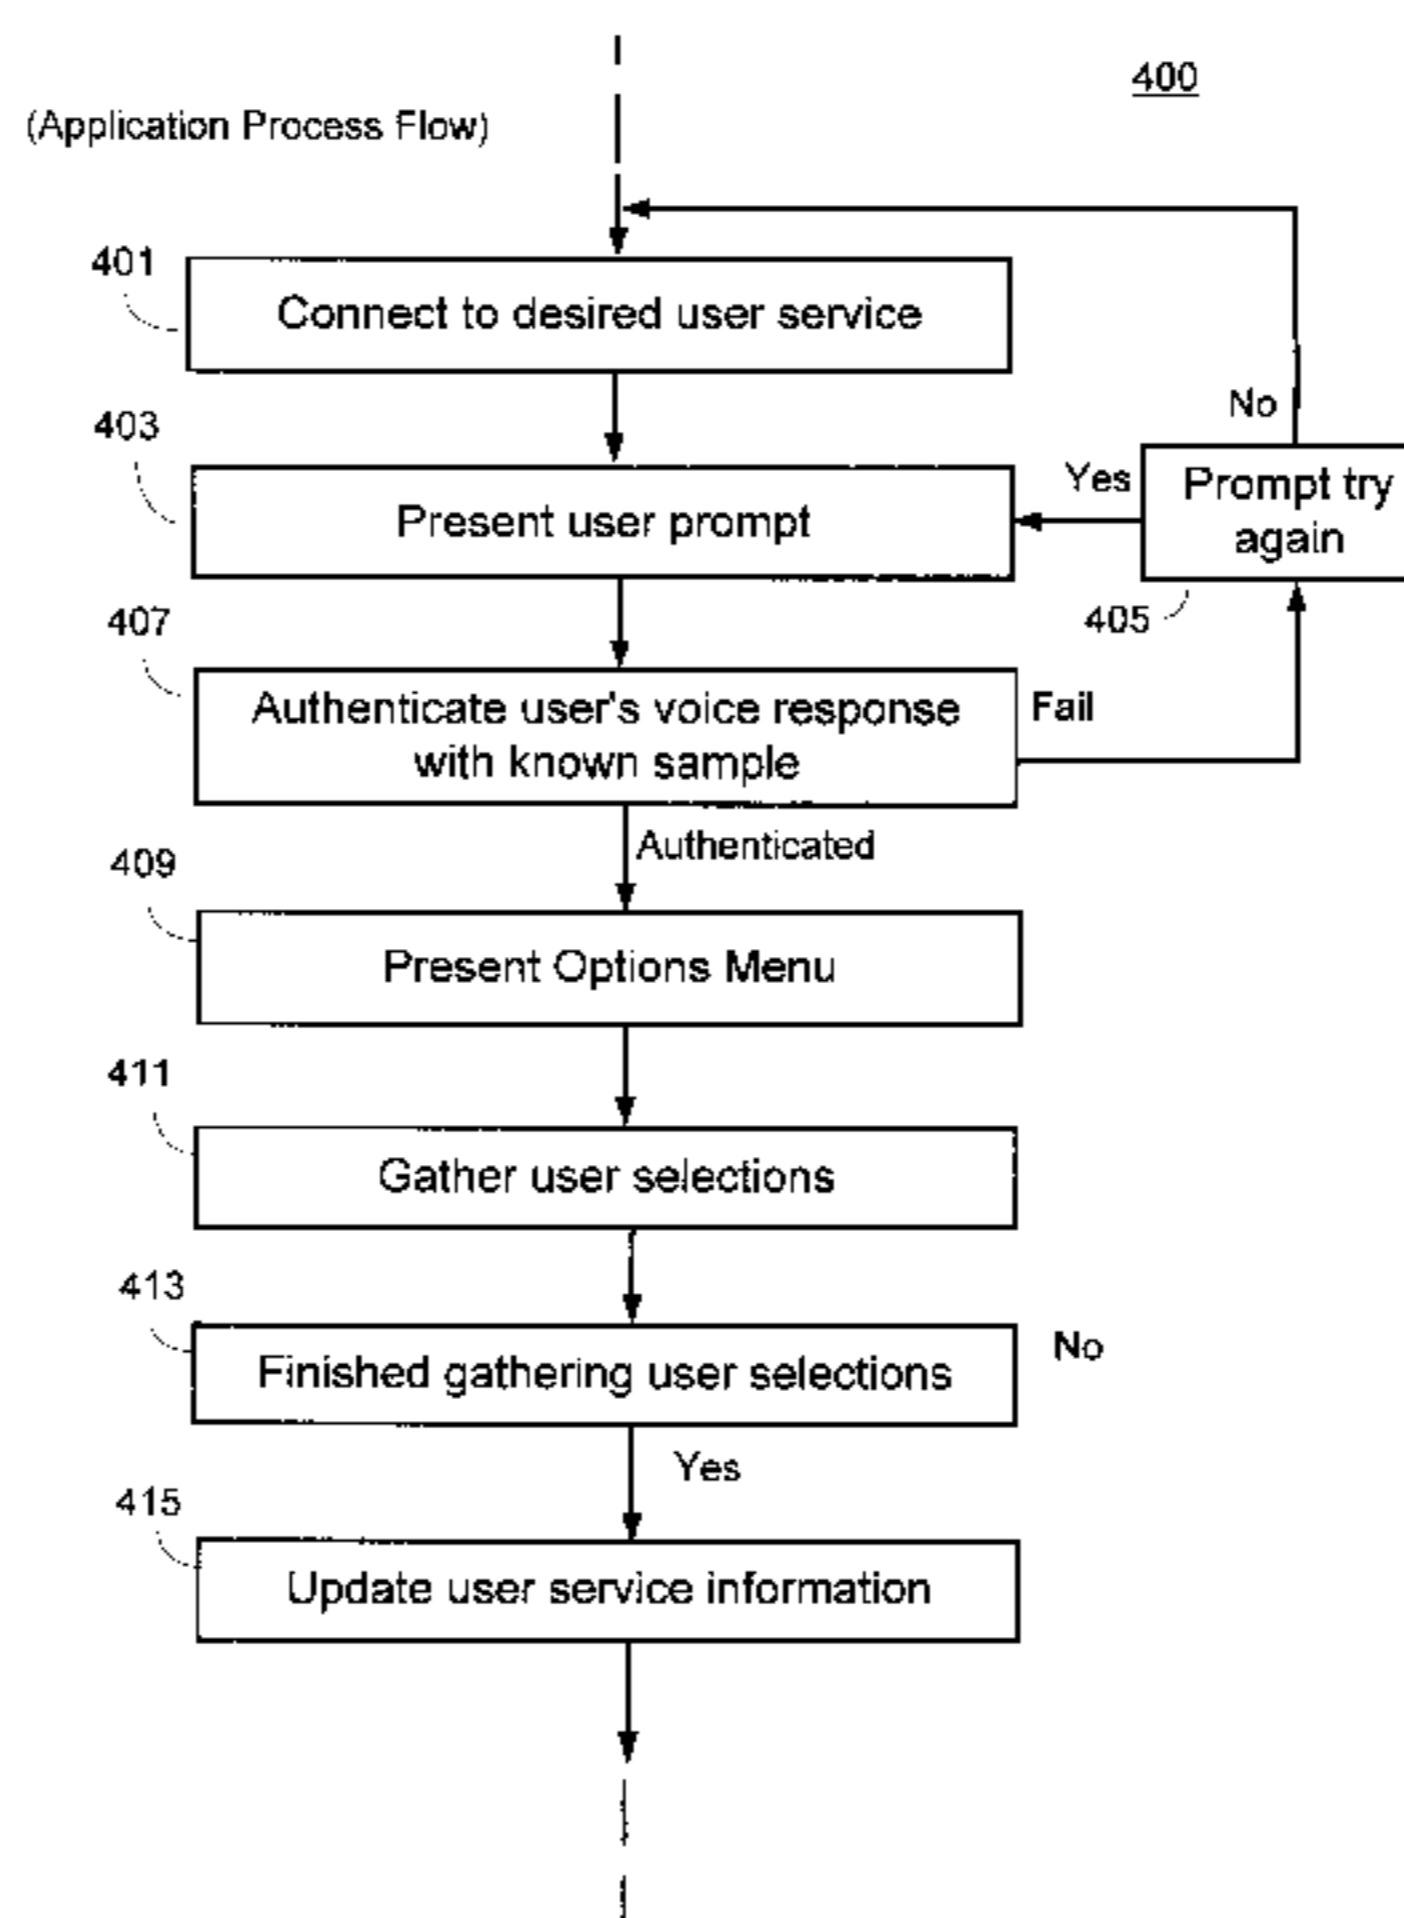 400
(Application Process Flow)
401
Connect to desired user service
No
403
Yes
Prompt try
again
Present user prompt
405
407
Authenticate user's voice response
with known sample
Fail
Authenticated
409
Present Options Menu
411
Gather user selections
413
Finished gathering user selections
No
Yes
415
Update user service information